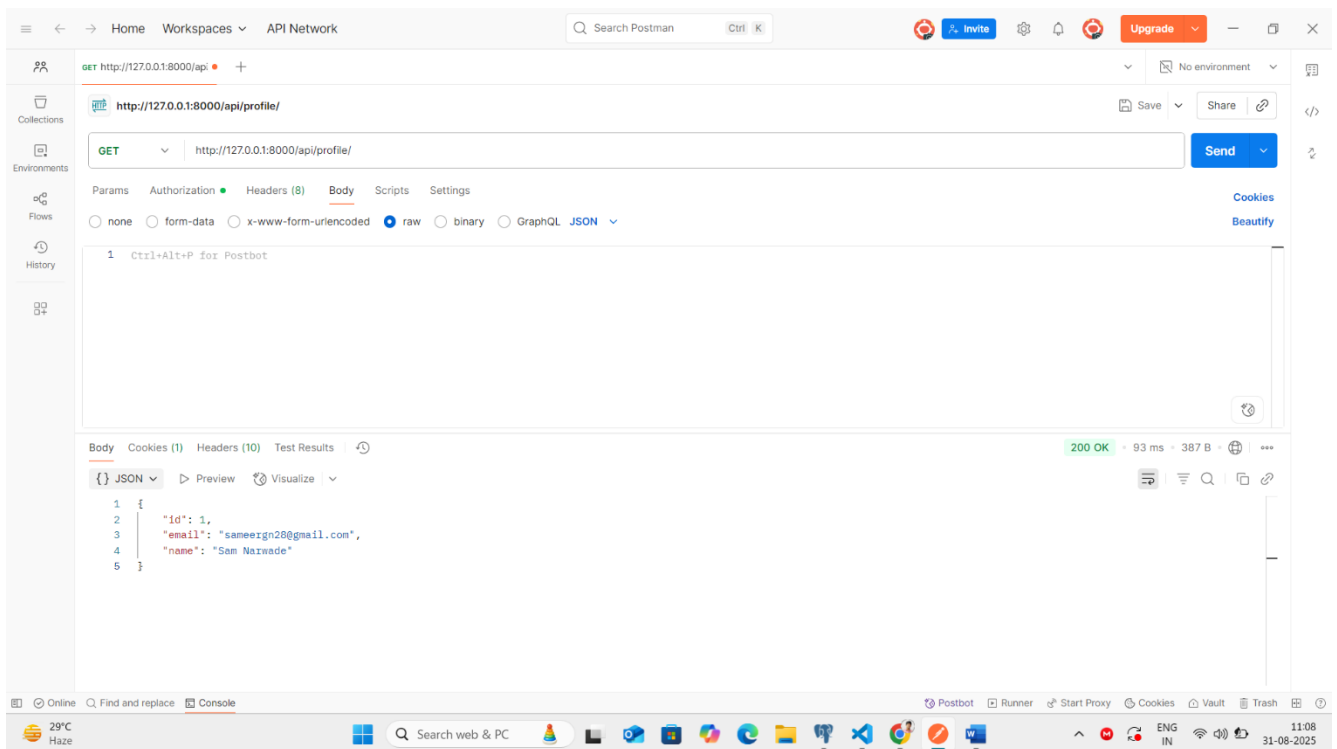 Home Workspaces API Network Search Postman Ctrl K Invite Upgrade
GET http://127.0.0.1:8000/api No environment
HTTP http://127.0.0.1:8000/api/profile/ Save Share
Collections
GET http://127.0.0.1:8000/api/profile/ Send
Environments
Params Authorization Headers (8) Body Scripts Settings Cookies
Flows
none form-data x-www-form-urlencoded raw binary GraphQL JSON Beautify
History
1 Ctrl+Alt+P for Postbot
Body Cookies (1) Headers (10) Test Results 200 OK 93 ms 387 B
{} JSON Preview Visualize
1 {
2 "id": 1,
3 "email": "sameergn28@gmail.com",
4 "name": "Sam Narwade"
5 }
Online Find and replace Console Postbot Runner Start Proxy Cookies Vault Trash
29°C
Haze
Search web & PC
ENG
IN
11:08
31-08-2025